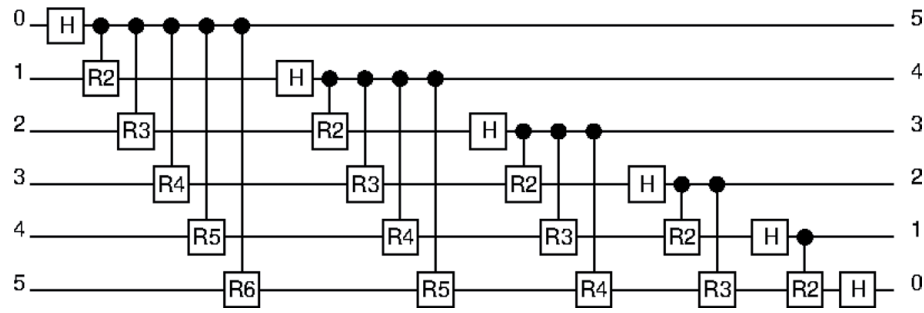 0 H 5
1 R2 H 4
2 R3 R2 H 3
3 R4 R3 R2 H 2
4 R5 R4 R3 R2 H 1
5 R6 R5 R4 R3 R2 H 0